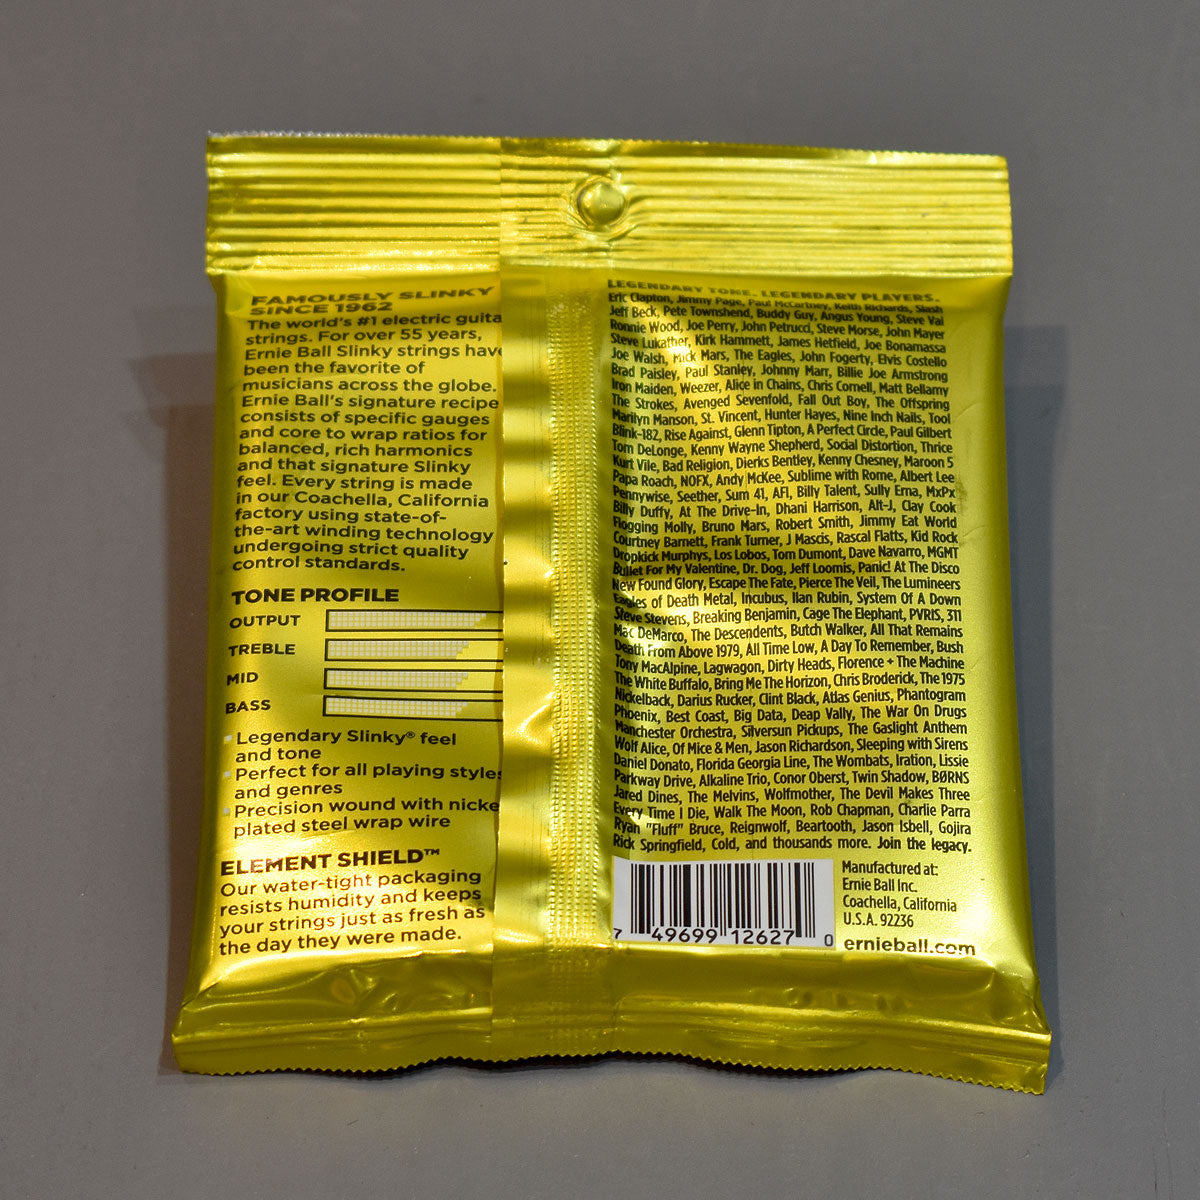 FAMOUSLY SLINKY
SINCE 1962
The world's #1 electric guita
strings. For over 55 years,
Ernie Ball Slinky strings have
been the favorite of
musicians across the globe.
Ernie Ball's signature recipe
consists of specific gauges
and core to wrap ratios for
balanced, rich harmonics
and that signature Slinky
feel. Every string is made
in our Coachella, California
factory using state-of-
the-art winding technology
undergoing strict quality
control standards.
TONE PROFILE
OUTPUT
TREBLE
MID
BASS
Legendary Slinky® feel
and tone
Perfect for all playing styles
and genres
Precision wound with nicke
plated steel wrap wire
ELEMENT SHIELD™
Our water-tight packaging
resists humidity and keeps
your strings just as fresh as
the day they were made.
LEGENDARY TONE. LEGENDARY PLAYERS.
Eric Clapton, Jimmy Page, Paul McCartney, Keith Richards, Slash
Jeff Beck, Pete Townshend, Buddy Guy, Angus Young, Steve Vai
Ronnie Wood, Joe Perry, John Petrucci, Steve Morse, John Mayer
Steve Lukather, Kirk Hammett, James Hetfield, Joe Bonamassa
Joe Walsh, Mick Mars, The Eagles, John Fogerty, Elvis Costello
Brad Paisley, Paul Stanley, Johnny Marr, Billie Joe Armstrong
Iron Maiden, Weezer, Alice in Chains, Chris Cornell, Matt Bellamy
The Strokes, Avenged Sevenfold, Fall Out Boy, The Offspring
Marilyn Manson, St. Vincent, Hunter Hayes, Nine Inch Nails, Tool
Blink-182, Rise Against, Glenn Tipton, A Perfect Circle, Paul Gilbert
Tom DeLonge, Kenny Wayne Shepherd, Social Distortion, Thrice
Kurt Vile, Bad Religion, Dierks Bentley, Kenny Chesney, Maroon 5
Papa Roach, NOFX, Andy McKee, Sublime with Rome, Albert Lee
Pennywise, Seether, Sum 41, AFI, Billy Talent, Sully Erna, MxPx
Billy Duffy, At The Drive-In, Dhani Harrison, Alt-J, Clay Cook
Flogging Molly, Bruno Mars, Robert Smith, Jimmy Eat World
Courtney Barnett, Frank Turner, J Mascis, Rascal Flatts, Kid Rock
Dropkick Murphys, Los Lobos, Tom Dumont, Dave Navarro, MGMT
Bullet For My Valentine, Dr. Dog, Jeff Loomis, Panic! At The Disco
New Found Glory, Escape The Fate, Pierce The Veil, The Lumineers
Eagles of Death Metal, Incubus, Ilan Rubin, System Of A Down
Steve Stevens, Breaking Benjamin, Cage The Elephant, PVRIS, 311
Mac DeMarco, The Descendents, Butch Walker, All That Remains
Death From Above 1979, All Time Low, A Day To Remember, Bush
Tony MacAlpine, Lagwagon, Dirty Heads, Florence + The Machine
The White Buffalo, Bring Me The Horizon, Chris Broderick, The 1975
Nickelback, Darius Rucker, Clint Black, Atlas Genius, Phantogram
Phoenix, Best Coast, Big Data, Deap Vally, The War On Drugs
Manchester Orchestra, Silversun Pickups, The Gaslight Anthem
Wolf Alice, Of Mice & Men, Jason Richardson, Sleeping with Sirens
Daniel Donato, Florida Georgia Line, The Wombats, Iration, Lissie
Parkway Drive, Alkaline Trio, Conor Oberst, Twin Shadow, BØRNS
Jared Dines, The Melvins, Wolfmother, The Devil Makes Three
Every Time I Die, Walk The Moon, Rob Chapman, Charlie Parra
Ryan "Fluff" Bruce, Reignwolf, Beartooth, Jason Isbell, Gojira
Rick Springfield, Cold, and thousands more. Join the legacy.
7 49699 12627 0
Manufactured at:
Ernie Ball Inc.
Coachella, California
U.S.A. 92236
ernieball.com